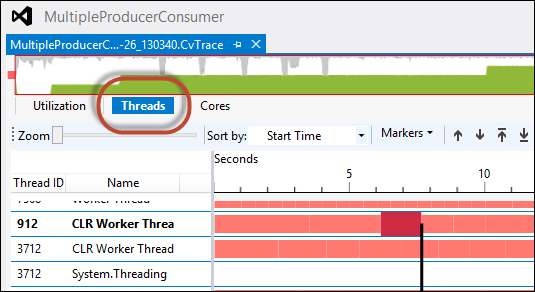 MultipleProducerConsumer
MultipleProducerC...-26_130340.CvTrace
Utilization Threads Cores
Zoom Sort by: Start Time Markers
Seconds
5 10
Thread ID Name
Worker Thread
912 CLR Worker Threa
3712 CLR Worker Thread
3712 System.Threading